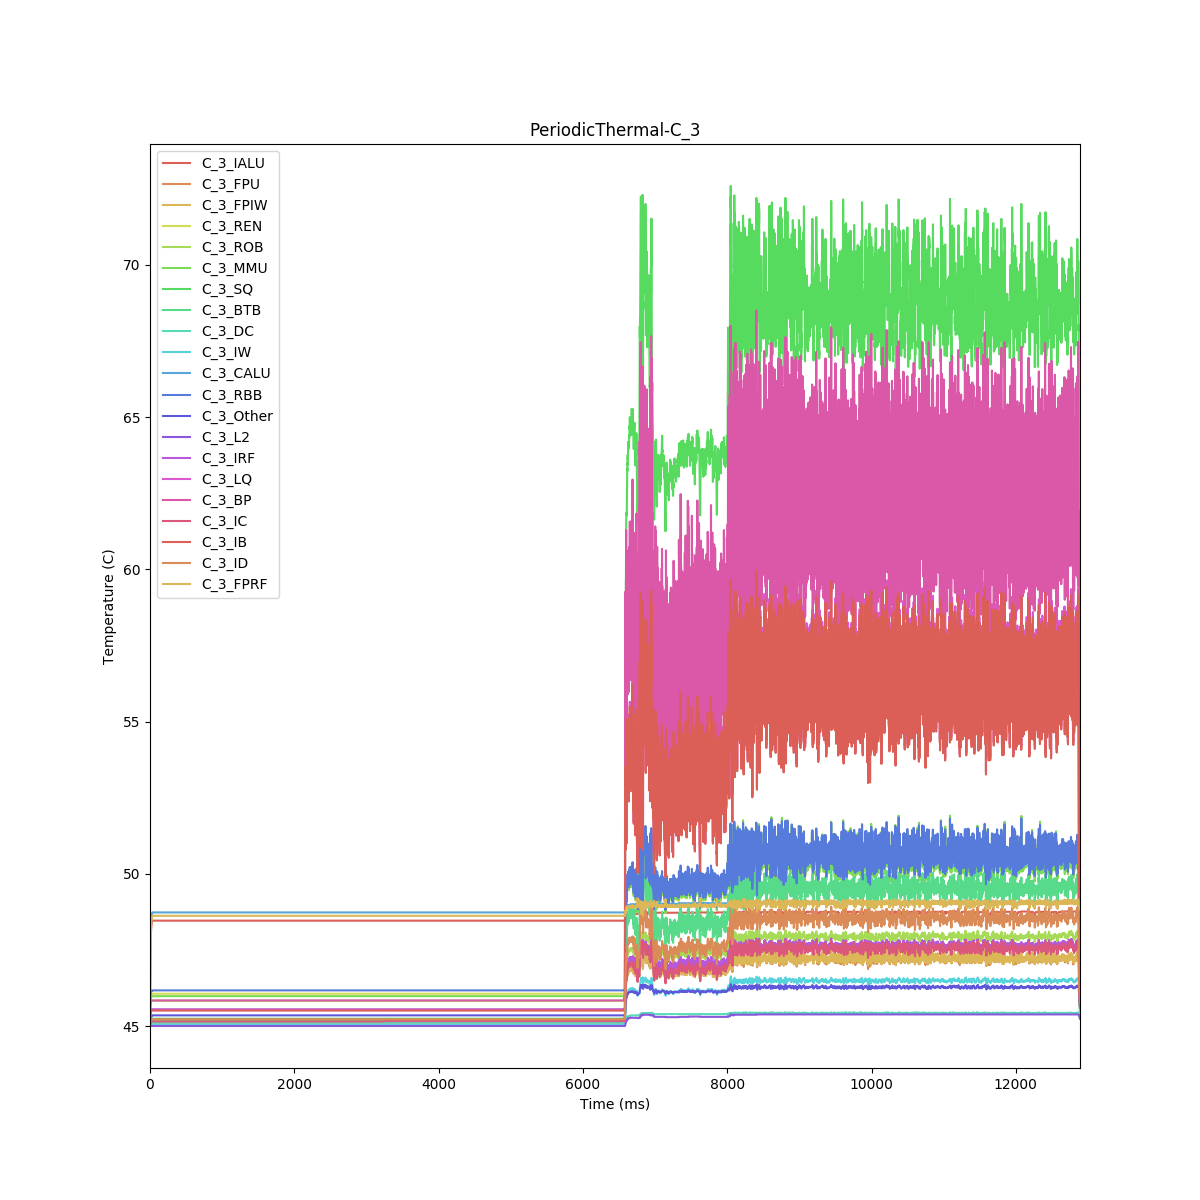 PeriodicThermal-C_3
C_3_IALU
C_3_FPU
C_3_FPIW
C_3_REN
C_3_ROB
C_3_MMU
C_3_SQ
C_3_BTB
C_3_DC
C_3_IW
C_3_CALU
C_3_RBB
C_3_Other
C_3_L2
C_3_IRF
C_3_LQ
C_3_BP
C_3_IC
C_3_IB
C_3_ID
C_3_FPRF
Temperature (C)
70
65
60
55
50
45
0 2000 4000 6000 8000 10000 12000
Time (ms)